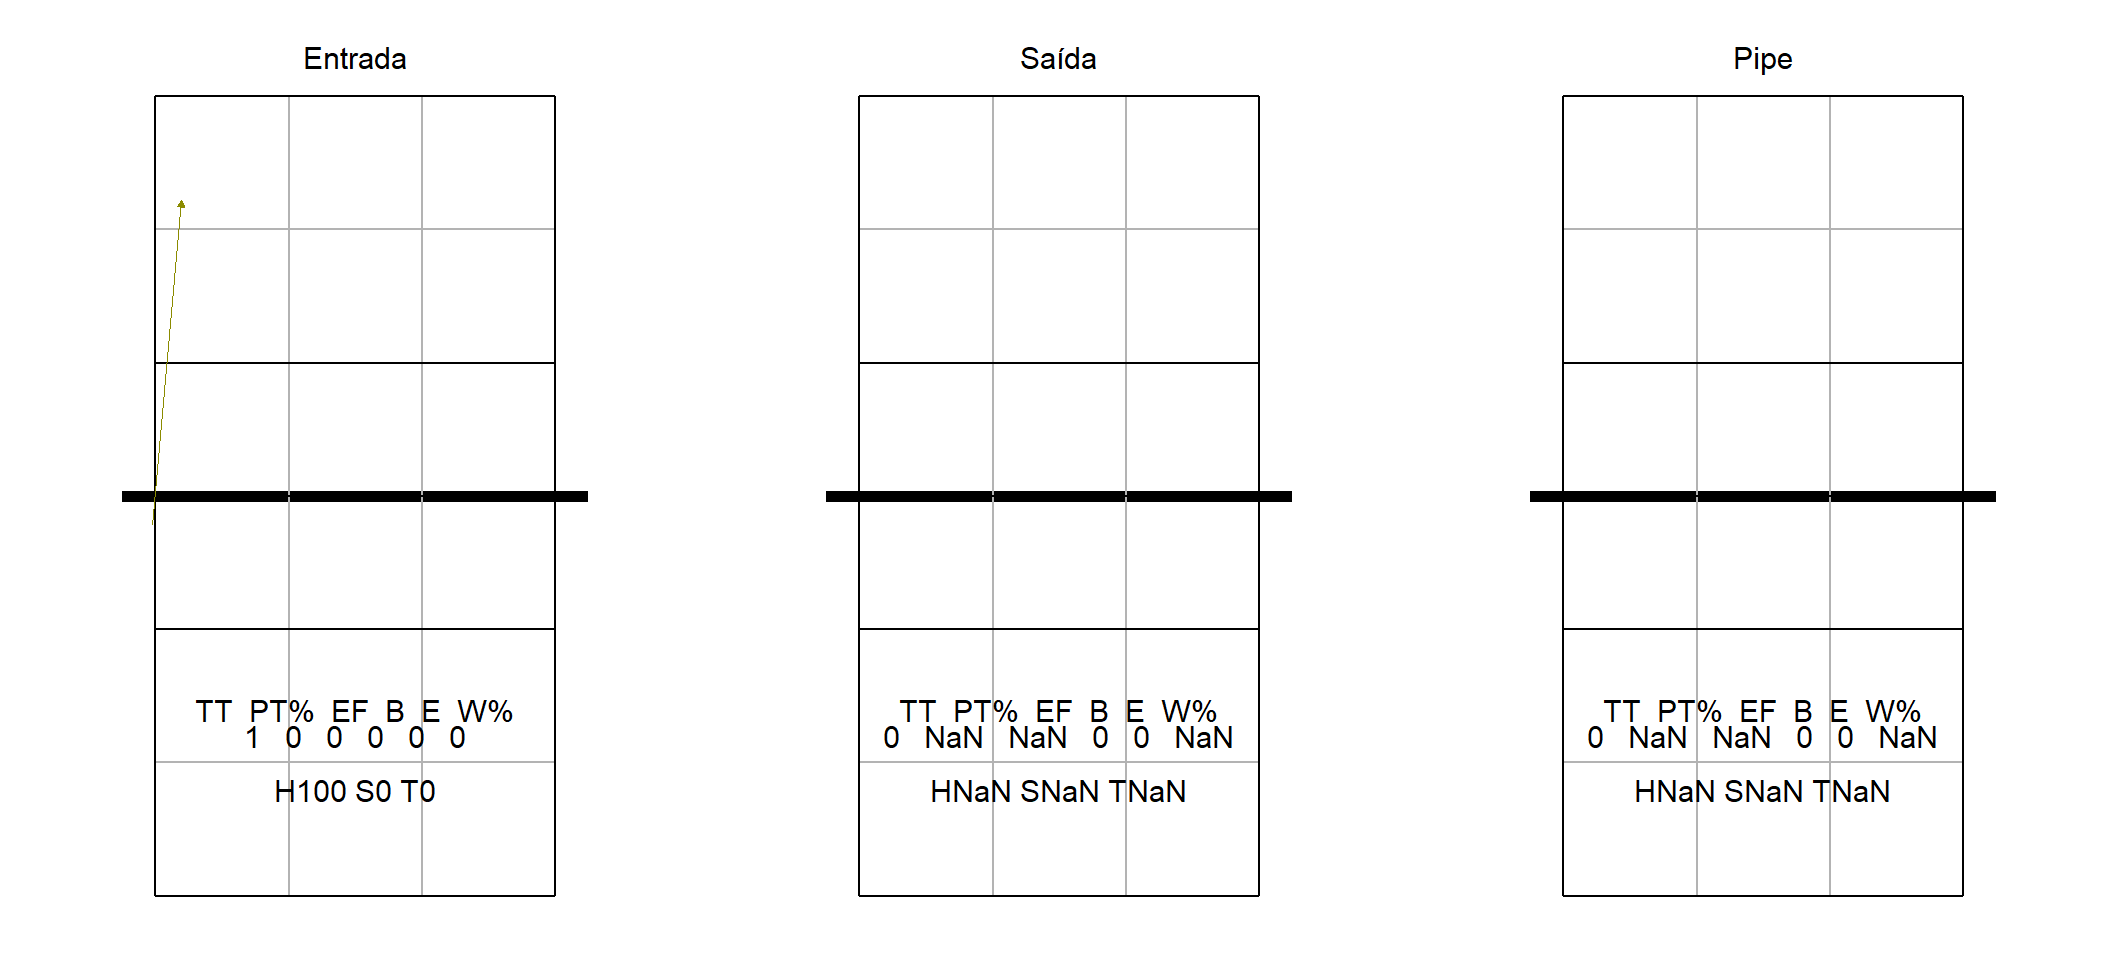 Entrada
TT PT% EF B E W%
1 0 0 0 0 0
H100 S0 T0
Saída
TT PT% EF B E W%
0 NaN NaN 0 0 NaN
HNaN SNaN TNaN
Pipe
TT PT% EF B E W%
0 NaN NaN 0 0 NaN
HNaN SNaN TNaN